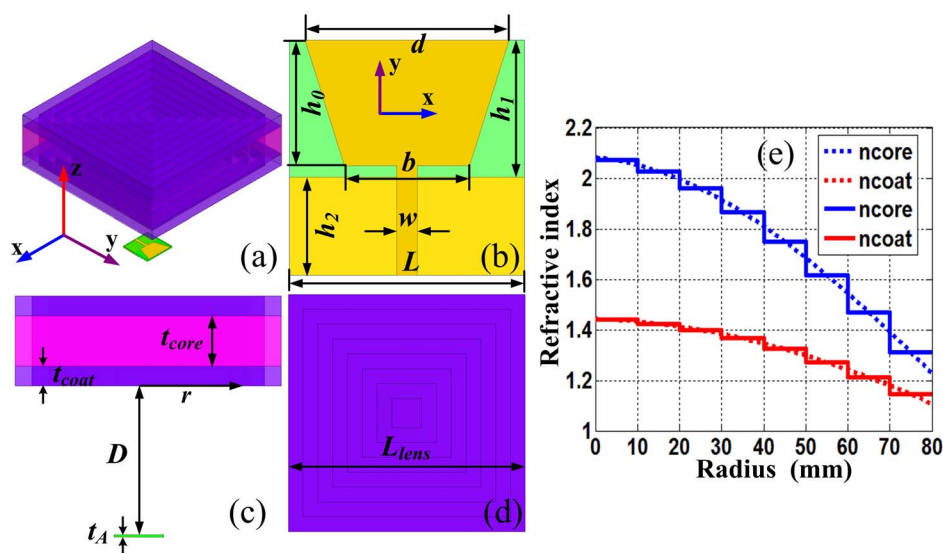 z
x
y
(a)
d
y
x
h0
h1
b
h2
w
L
(b)
tcore
tcoat
r
D
tA
(c)
Llens
(d)
(e)
ncore
ncoat
ncore
ncoat
2.2
2
1.8
1.6
1.4
1.2
1
Refractive index
0 10 20 30 40 50 60 70 80
Radius (mm)